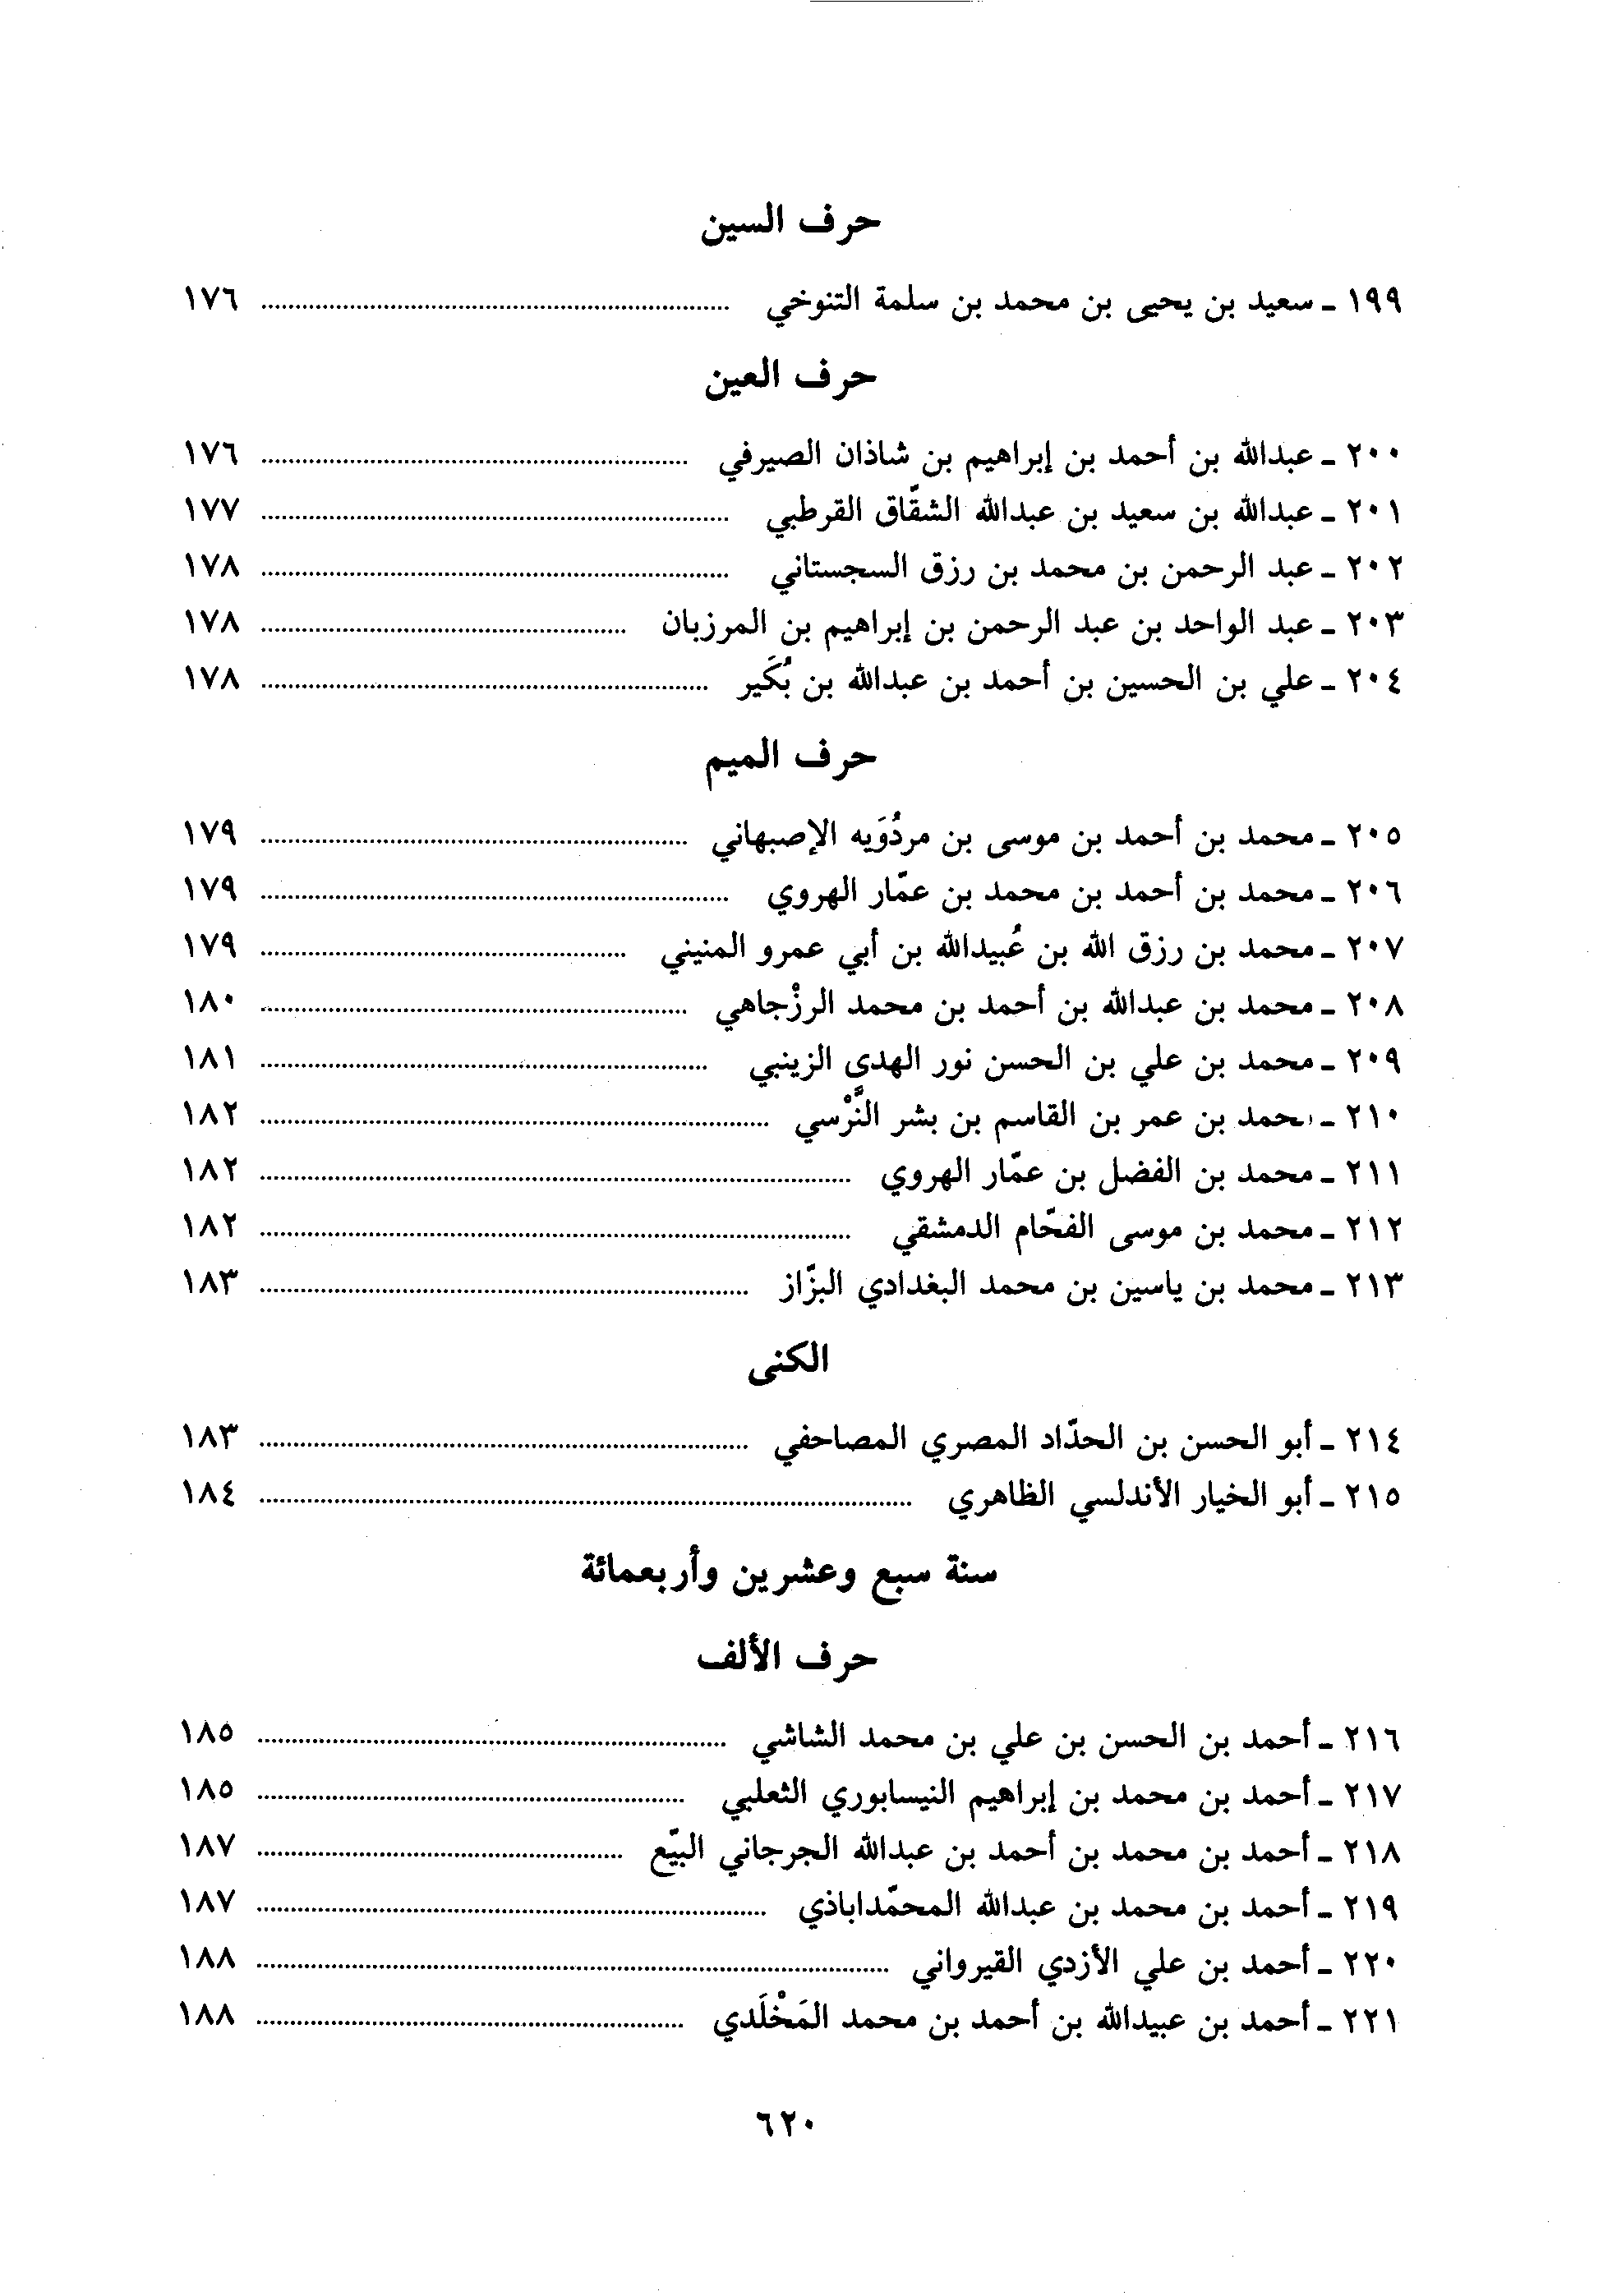 حرف السين
١٩٩ ـ سعيد بن يحيى بن محمد بن سلمة التنوخي ........ ١٧٦
حرف العين
٢٠٠ ـ عبدالله بن أحمد بن إبراهيم بن شاذان الصيرفي ........ ١٧٦
٢٠١ ـ عبدالله بن سعيد بن عبدالله الشقّاق القرطبي ........ ١٧٧
٢٠٢ ـ عبد الرحمن بن محمد بن رزق السجستاني ........ ١٧٨
٢٠٣ ـ عبد الواحد بن عبد الرحمن بن إبراهيم بن المرزبان ........ ١٧٨
٢٠٤ ـ علي بن الحسين بن أحمد بن عبدالله بن بُكَير ........ ١٧٨
حرف الميم
٢٠٥ ـ محمد بن أحمد بن موسى بن مردُوَيه الإصبهاني ........ ١٧٩
٢٠٦ ـ محمد بن أحمد بن محمد بن عمّار الهروي ........ ١٧٩
٢٠٧ ـ محمد بن رزق الله بن عُبيدالله بن أبي عمرو المنيني ........ ١٧٩
٢٠٨ ـ محمد بن عبدالله بن أحمد بن محمد الرزْجاهي ........ ١٨٠
٢٠٩ ـ محمد بن علي بن الحسن نور الهدى الزينبي ........ ١٨١
٢١٠ ـ محمد بن عمر بن القاسم بن بشر النَّرْسي ........ ١٨٢
٢١١ ـ محمد بن الفضل بن عمّار الهروي ........ ١٨٢
٢١٢ ـ محمد بن موسى الفحّام الدمشقي ........ ١٨٢
٢١٣ ـ محمد بن ياسين بن محمد البغدادي البزّاز ........ ١٨٣
الكنى
٢١٤ ـ أبو الحسن بن الحدّاد المصري المصاحفي ........ ١٨٣
٢١٥ ـ أبو الخيار الأندلسي الظاهري ........ ١٨٤
سنة سبع وعشرين وأربعمائة
حرف الألف
٢١٦ ـ أحمد بن الحسن بن علي بن محمد الشاشي ........ ١٨٥
٢١٧ ـ أحمد بن محمد بن إبراهيم النيسابوري الثعلبي ........ ١٨٥
٢١٨ ـ أحمد بن محمد بن أحمد بن عبدالله الجرجاني البيّع ........ ١٨٧
٢١٩ ـ أحمد بن محمد بن عبدالله المحمّداباذي ........ ١٨٧
٢٢٠ ـ أحمد بن علي الأزدي القيرواني ........ ١٨٨
٢٢١ ـ أحمد بن عبيدالله بن أحمد بن محمد المَخْلَدي ........ ١٨٨
٦٢٠